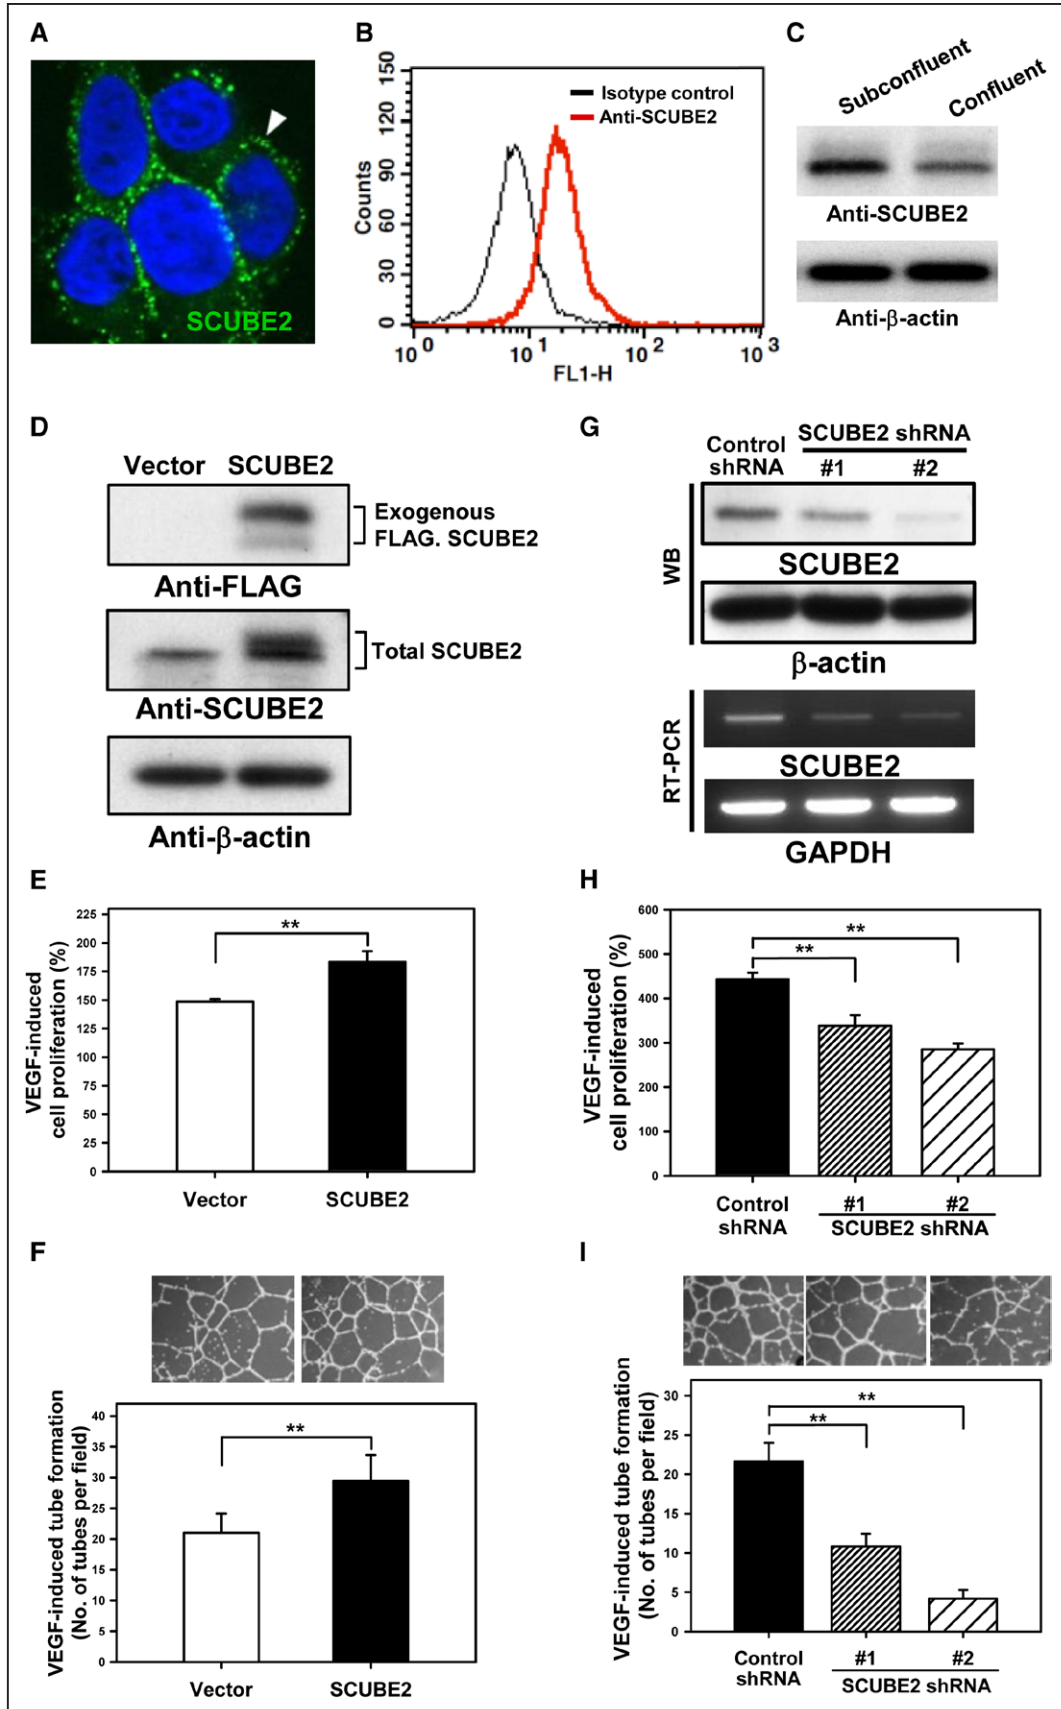 A
SCUBE2
B
150
120
90
60
30
0
Counts
Isotype control
Anti-SCUBE2
10 0
10 1
10 2
10 3
FL1-H
C
Subconfluent
Confluent
Anti-SCUBE2
Anti-β-actin
D
Vector SCUBE2
Exogenous
FLAG. SCUBE2
Anti-FLAG
Total SCUBE2
Anti-SCUBE2
Anti-β-actin
G
Control
shRNA
SCUBE2 shRNA
#1 #2
WB
SCUBE2
β-actin
RT-PCR
SCUBE2
GAPDH
E
VEGF-induced
cell proliferation (%)
225
200
175
150
125
100
75
50
25
0
**
Vector SCUBE2
H
VEGF-induced
cell proliferation (%)
600
500
400
300
200
100
0
**
**
Control
shRNA
#1 #2
SCUBE2 shRNA
F
VEGF-induced tube formation
(No. of tubes per field)
40
35
30
25
20
15
10
5
0
**
Vector SCUBE2
I
VEGF-induced tube formation
(No. of tubes per field)
30
25
20
15
10
5
0
**
**
Control
shRNA
#1 #2
SCUBE2 shRNA